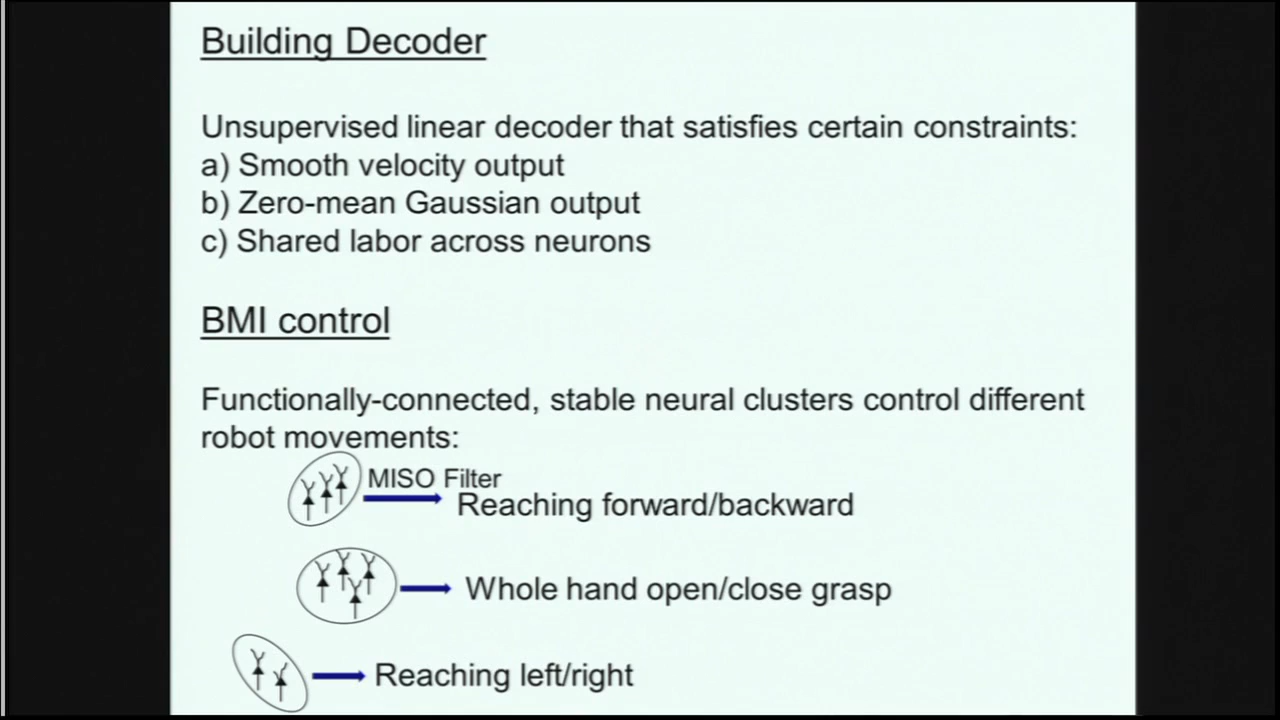 Building Decoder
Unsupervised linear decoder that satisfies certain constraints:
a) Smooth velocity output
b) Zero-mean Gaussian output
c) Shared labor across neurons
BMI control
Functionally-connected, stable neural clusters control different
robot movements:
MISO Filter
Reaching forward/backward
Whole hand open/close grasp
Reaching left/right